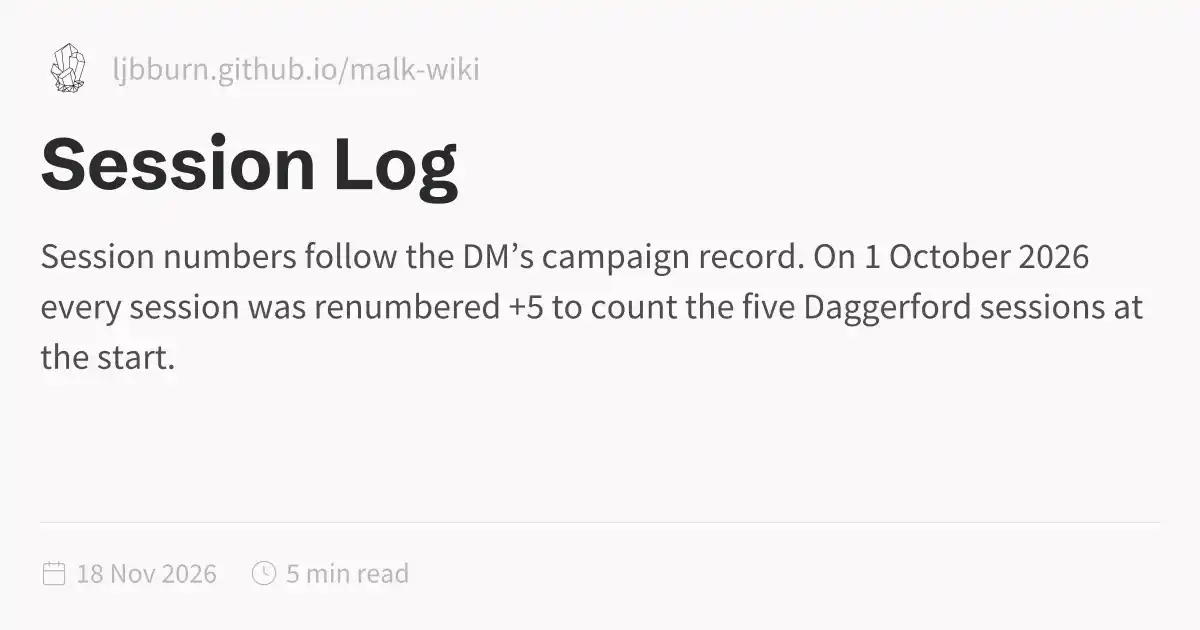 ljbburn.github.io/malk-wiki
Session Log
Session numbers follow the DM’s campaign record. On 1 October 2026
every session was renumbered +5 to count the five Daggerford sessions at
the start.
18 Nov 2026
5 min read